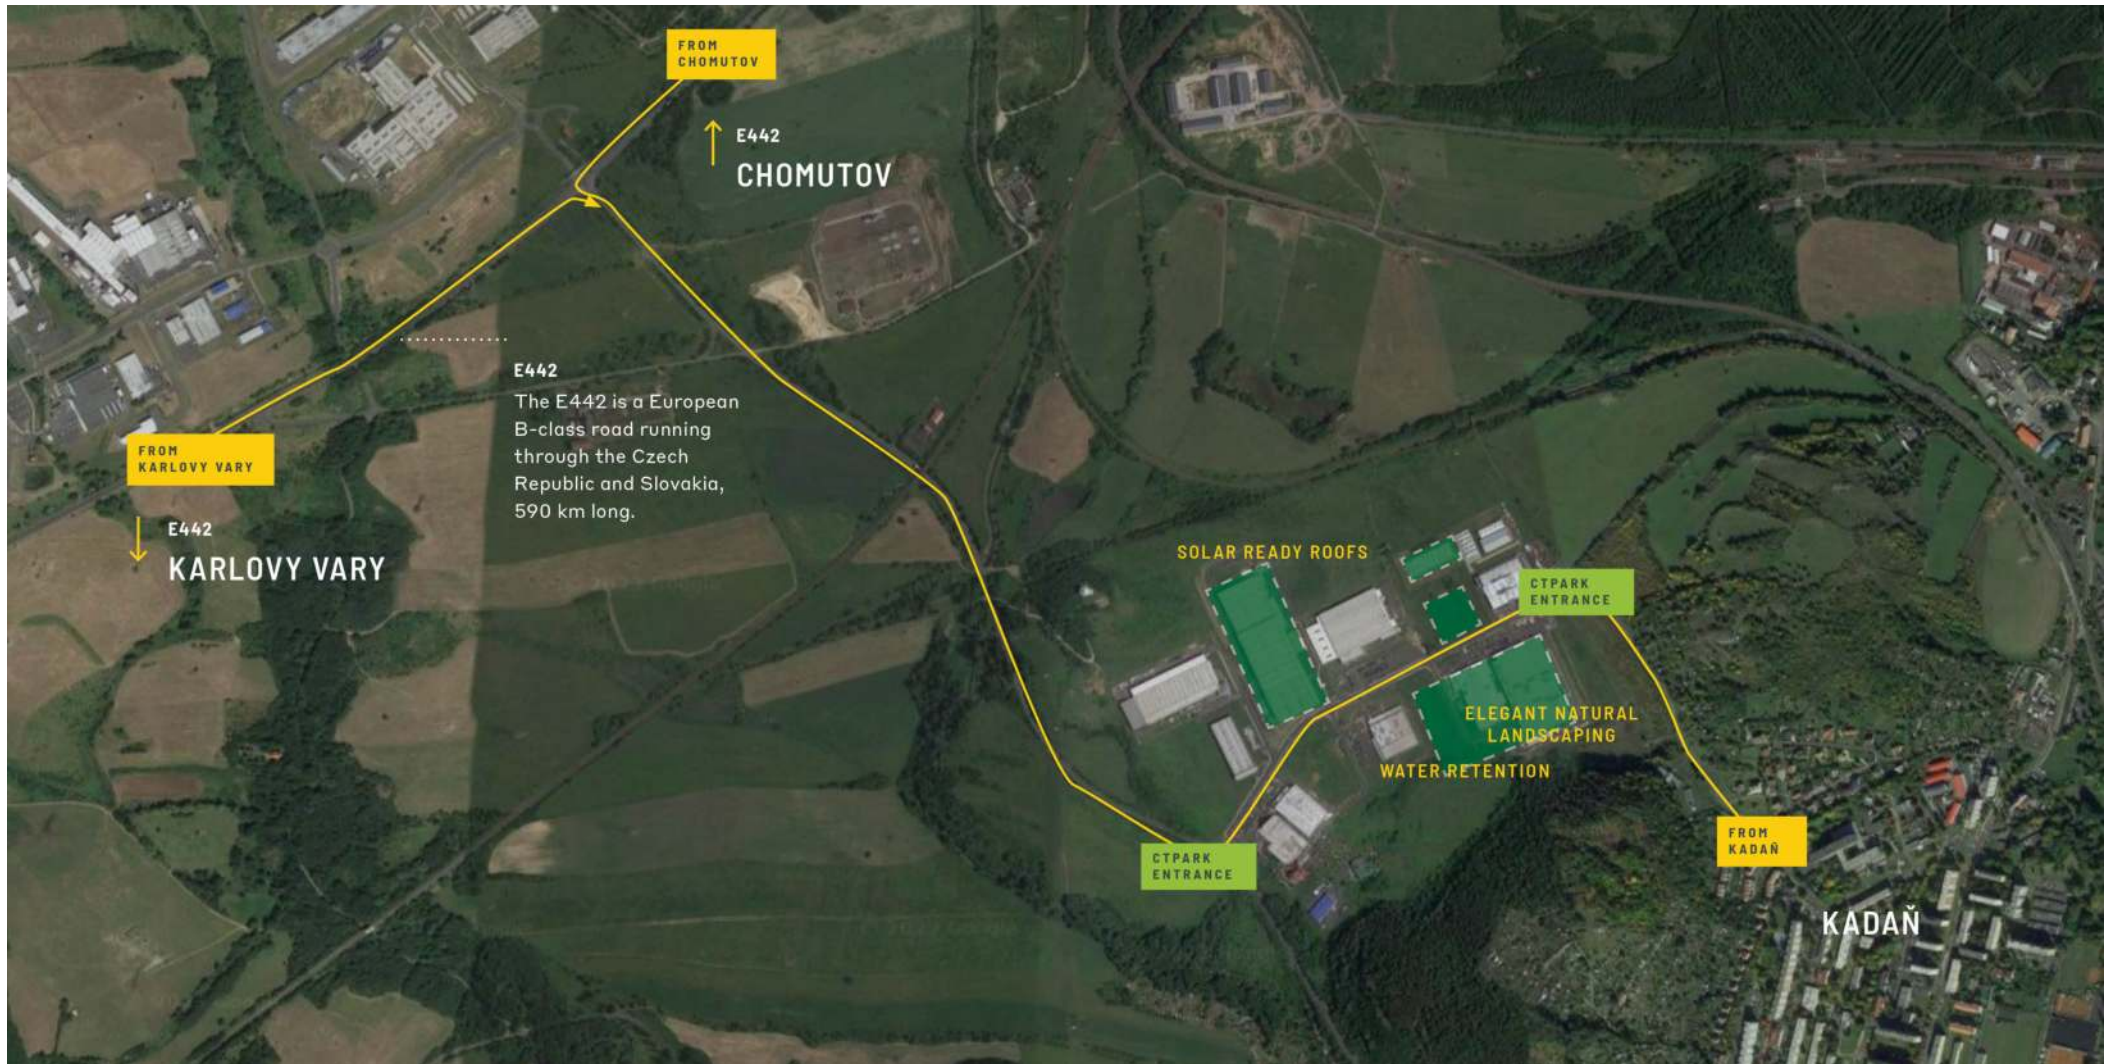 FROM
CHOMUTOV
E442
CHOMUTOV
E442
The E442 is a European
B-class road running
through the Czech
Republic and Slovakia,
590 km long.
FROM
KARLOVY VARY
E442
KARLOVY VARY
SOLAR READY ROOFS
CTPARK
ENTRANCE
ELEGANT NATURAL
LANDSCAPING
WATER RETENTION
CTPARK
ENTRANCE
FROM
KADAŇ
KADAŇ